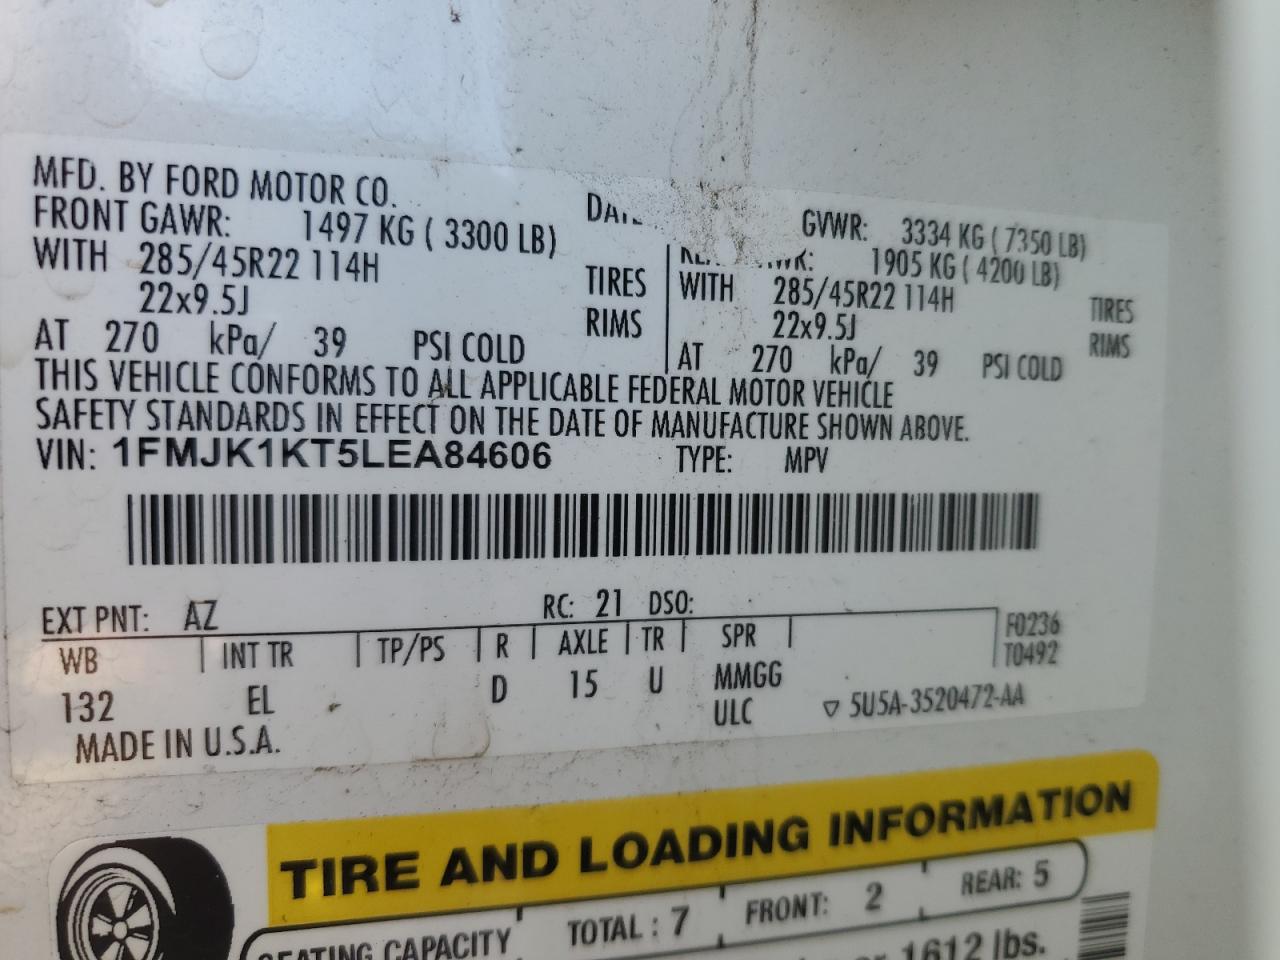 MFD. BY FORD MOTOR CO. GVWR: 3334 KG ( 7350 LB)
FRONT GAWR: 1497 KG ( 3300 LB) 1905 KG ( 4200 LB)
WITH 285/45R22 114H TIRES WITH 285/45R22 114H TIRES
22x9.5J RIMS 22x9.5J RIMS
AT 270 kPa/ 39 PSI COLD AT 270 kPa/ 39 PSI COLD
THIS VEHICLE CONFORMS TO ALL APPLICABLE FEDERAL MOTOR VEHICLE
SAFETY STANDARDS IN EFFECT ON THE DATE OF MANUFACTURE SHOWN ABOVE.
VIN: 1FMJK1KT5LEA84606 TYPE: MPV
EXT PNT: AZ RC: 21 DSO:
WB INT TR TP/PS R AXLE TR SPR F0236
T0492
132 EL D 15 U MMGG
ULC ▽ 5U5A-3520472-AA
MADE IN U.S.A.
TIRE AND LOADING INFORMATION
SEATING CAPACITY TOTAL : 7 FRONT: 2 REAR: 5
1612 lbs.